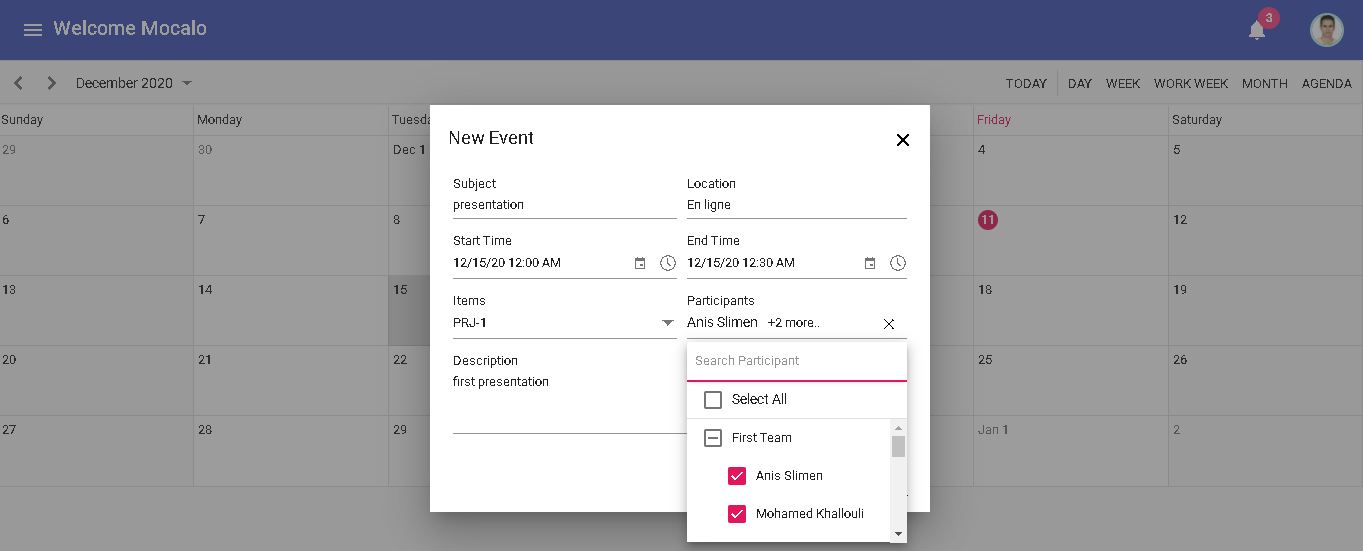 Welcome Mocalo
3
December 2020
TODAY DAY WEEK WORK WEEK MONTH AGENDA
Sunday Monday Tuesd Friday Saturday
29 30 Dec 1 4 5
New Event
Subject Location
presentation En ligne
6 7 8 11 12
Start Time End Time
12/15/20 12:00 AM 12/15/20 12:30 AM
13 14 15 18 19
Items Participants
PRJ-1 Anis Slimen +2 more..
20 21 22 25 26
Description Search Participant
first presentation
Select All
27 28 29 Jan 1 2
First Team
Anis Slimen
Mohamed Khallouli